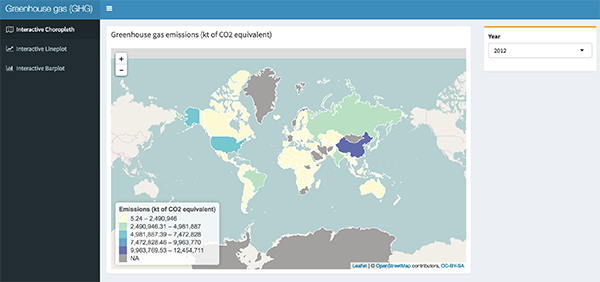 Greenhouse gas (GHG)
Interactive Choropleth
Interactive Lineplot
Interactive Barplot
Greenhouse gas emissions (kt of CO2 equivalent)
+
−
Emissions (kt of CO2 equivalent)
5.24 – 2,490,946
2,490,946.31 – 4,981,887
4,981,887.39 – 7,472,828
7,472,828.46 – 9,963,770
9,963,769.53 – 12,454,711
NA
Leaflet | © OpenStreetMap contributors, CC-BY-SA
Year
2012